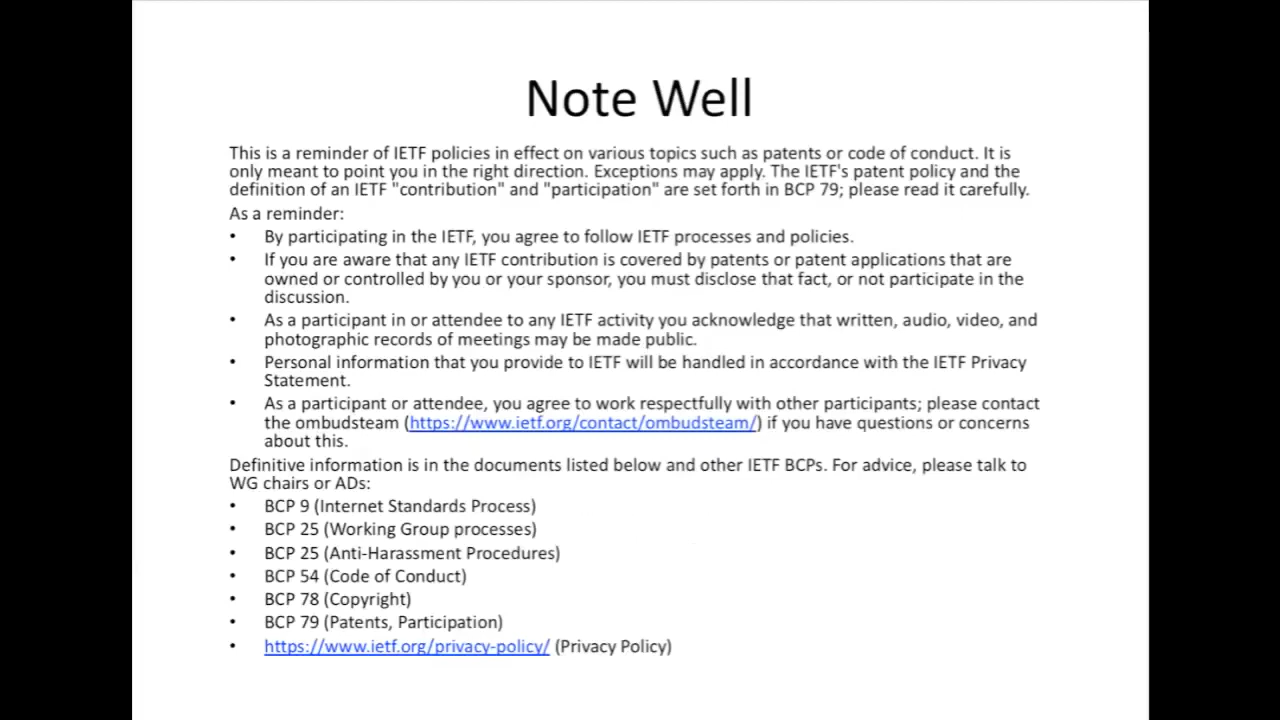 Note Well
This is a reminder of IETF policies in effect on various topics such as patents or code of conduct. It is
only meant to point you in the right direction. Exceptions may apply. The IETF's patent policy and the
definition of an IETF "contribution" and "participation" are set forth in BCP 79; please read it carefully.
As a reminder:
• By participating in the IETF, you agree to follow IETF processes and policies.
• If you are aware that any IETF contribution is covered by patents or patent applications that are
owned or controlled by you or your sponsor, you must disclose that fact, or not participate in the
discussion.
• As a participant in or attendee to any IETF activity you acknowledge that written, audio, video, and
photographic records of meetings may be made public.
• Personal information that you provide to IETF will be handled in accordance with the IETF Privacy
Statement.
• As a participant or attendee, you agree to work respectfully with other participants; please contact
the ombudsteam (https://www.ietf.org/contact/ombudsteam/) if you have questions or concerns
about this.
Definitive information is in the documents listed below and other IETF BCPs. For advice, please talk to
WG chairs or ADs:
• BCP 9 (Internet Standards Process)
• BCP 25 (Working Group processes)
• BCP 25 (Anti-Harassment Procedures)
• BCP 54 (Code of Conduct)
• BCP 78 (Copyright)
• BCP 79 (Patents, Participation)
• https://www.ietf.org/privacy-policy/ (Privacy Policy)